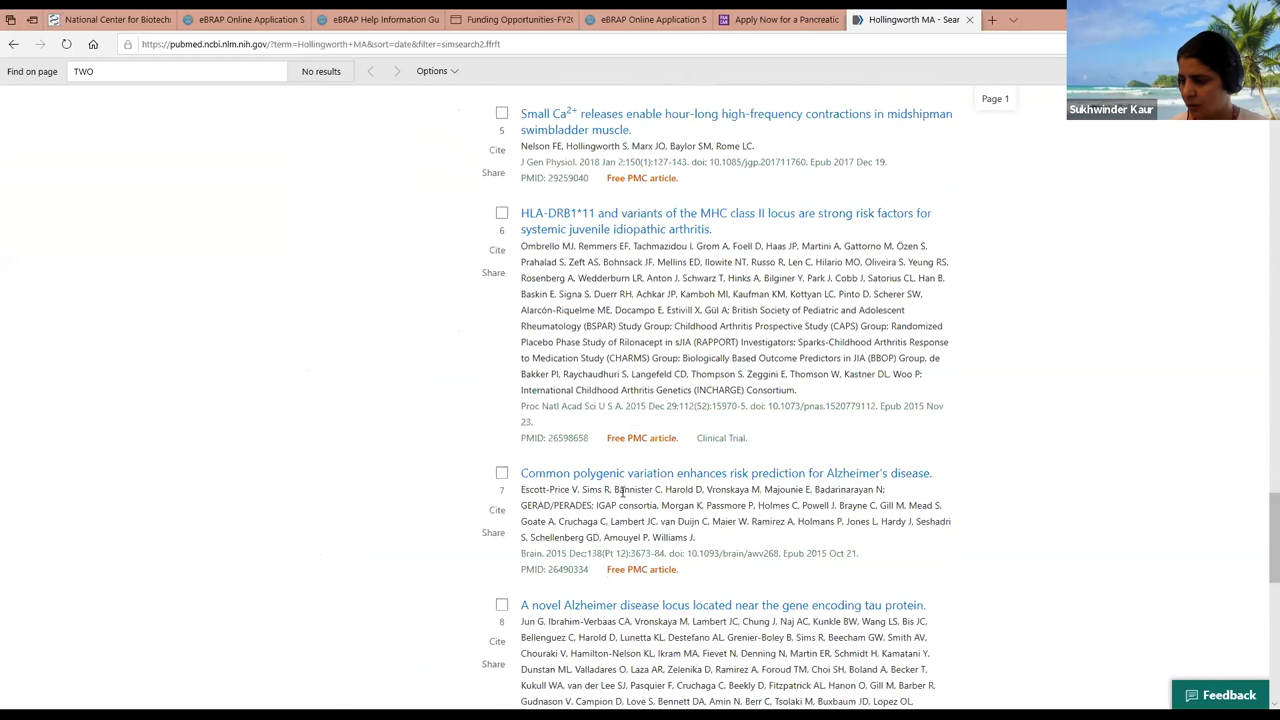 National Center for Biotechn
eBRAP Online Application S
eBRAP Help Information Gu
Funding Opportunities-FY20
eBRAP Online Application S
Apply Now for a Pancreatic
Hollingworth MA - Sear
https://pubmed.ncbi.nlm.nih.gov/?term=Hollingworth+MA&sort=date&filter=simsearch2.ffrft
Find on page
TWO
No results
Options
Sukhwinder Kaur
Page 1
Small Ca2+ releases enable hour-long high-frequency contractions in midshipman
swimbladder muscle.
5
Cite
Share
Nelson FE, Hollingworth S, Marx JO, Baylor SM, Rome LC.
J Gen Physiol. 2018 Jan 2;150(1):127-143. doi: 10.1085/jgp.201711760. Epub 2017 Dec 19.
PMID: 29259040 Free PMC article.
HLA-DRB1*11 and variants of the MHC class II locus are strong risk factors for
systemic juvenile idiopathic arthritis.
6
Cite
Share
Ombrello MJ, Remmers EF, Tachmazidou I, Grom A, Foell D, Haas JP, Martini A, Gattorno M, Özen S,
Prahalad S, Zeft AS, Bohnsack JF, Mellins ED, Ilowite NT, Russo R, Len C, Hilario MO, Oliveira S, Yeung RS,
Rosenberg A, Wedderburn LR, Anton J, Schwarz T, Hinks A, Bilginer Y, Park J, Cobb J, Satorius CL, Han B,
Baskin E, Signa S, Duerr RH, Achkar JP, Kamboh MI, Kaufman KM, Kottyan LC, Pinto D, Scherer SW,
Alarcón-Riquelme ME, Docampo E, Estivill X, Gül A; British Society of Pediatric and Adolescent
Rheumatology (BSPAR) Study Group; Childhood Arthritis Prospective Study (CAPS) Group; Randomized
Placebo Phase Study of Rilonacept in sJIA (RAPPORT) Investigators; Sparks-Childhood Arthritis Response
to Medication Study (CHARMS) Group; Biologically Based Outcome Predictors in JIA (BBOP) Group, de
Bakker PI, Raychaudhuri S, Langefeld CD, Thompson S, Zeggini E, Thomson W, Kastner DL, Woo P;
International Childhood Arthritis Genetics (INCHARGE) Consortium.
Proc Natl Acad Sci U S A. 2015 Dec 29;112(52):15970-5. doi: 10.1073/pnas.1520779112. Epub 2015 Nov
23.
PMID: 26598658 Free PMC article. Clinical Trial.
Common polygenic variation enhances risk prediction for Alzheimer's disease.
7
Cite
Share
Escott-Price V, Sims R, Bannister C, Harold D, Vronskaya M, Majounie E, Badarinarayan N;
GERAD/PERADES; IGAP consortia, Morgan K, Passmore P, Holmes C, Powell J, Brayne C, Gill M, Mead S,
Goate A, Cruchaga C, Lambert JC, van Duijn C, Maier W, Ramirez A, Holmans P, Jones L, Hardy J, Seshadri
S, Schellenberg GD, Amouyel P, Williams J.
Brain. 2015 Dec;138(Pt 12):3673-84. doi: 10.1093/brain/awv268. Epub 2015 Oct 21.
PMID: 26490334 Free PMC article.
A novel Alzheimer disease locus located near the gene encoding tau protein.
8
Cite
Share
Jun G, Ibrahim-Verbaas CA, Vronskaya M, Lambert JC, Chung J, Naj AC, Kunkle BW, Wang LS, Bis JC,
Bellenguez C, Harold D, Lunetta KL, Destefano AL, Grenier-Boley B, Sims R, Beecham GW, Smith AV,
Chouraki V, Hamilton-Nelson KL, Ikram MA, Fievet N, Denning N, Martin ER, Schmidt H, Kamatani Y,
Dunstan ML, Valladares O, Laza AR, Zelenika D, Ramirez A, Foroud TM, Choi SH, Boland A, Becker T,
Kukull WA, van der Lee SJ, Pasquier F, Cruchaga C, Beekly D, Fitzpatrick AL, Hanon O, Gill M, Barber R,
Gudnason V, Campion D, Love S, Bennett DA, Amin N, Berr C, Tsolaki M, Buxbaum JD, Lopez OL,
Feedback